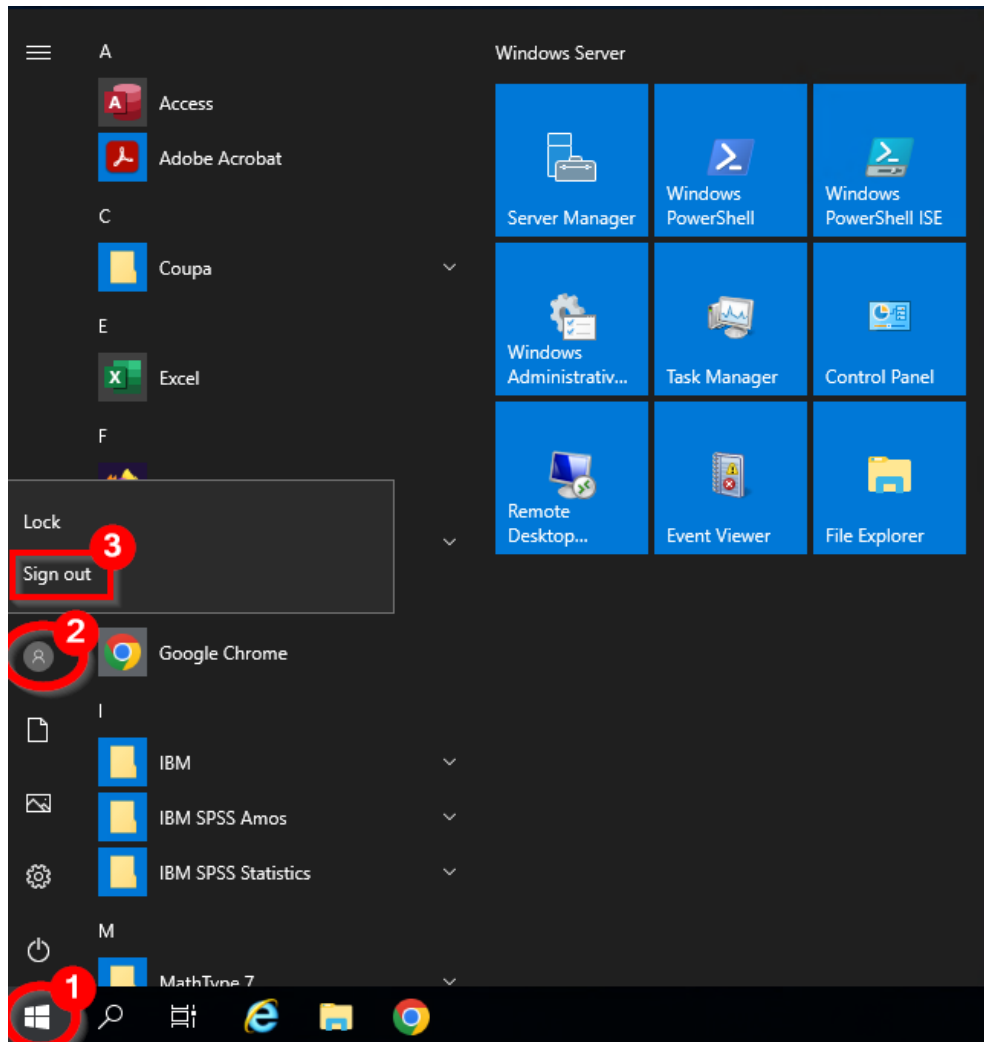 A
Windows Server
Access
Adobe Acrobat
C
Coupa
E
Excel
F
Server Manager
Windows
PowerShell
Windows
PowerShell ISE
Windows
Administrativ...
Task Manager
Control Panel
Remote
Desktop...
Event Viewer
File Explorer
Lock
3
Sign out
2
Google Chrome
I
IBM
IBM SPSS Amos
IBM SPSS Statistics
M
MathType 7
1